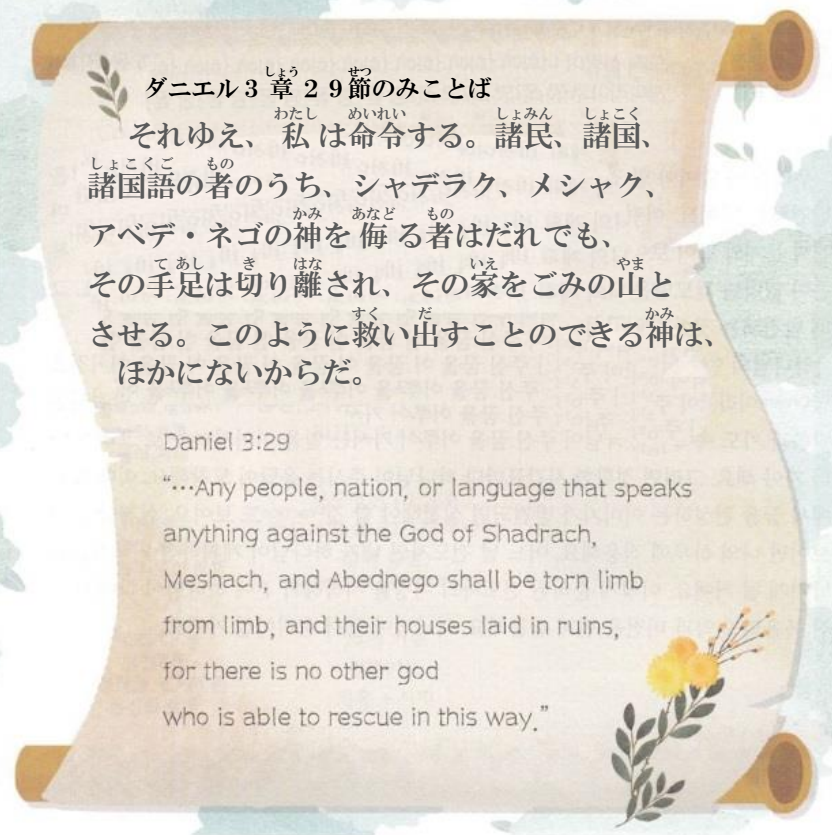 ダニエル3章29節のみことば
それゆえ、私は命令する。諸民、諸国、
諸国語の者のうち、シャデラク、メシャク、
アベデ・ネゴの神を侮る者はだれでも、
その手足は切り離され、その家をごみの山と
させる。このように救い出すことのできる神は、
ほかにないからだ。
Daniel 3:29
“…Any people, nation, or language that speaks
anything against the God of Shadrach,
Meshach, and Abednego shall be torn limb
from limb, and their houses laid in ruins,
for there is no other god
who is able to rescue in this way.”